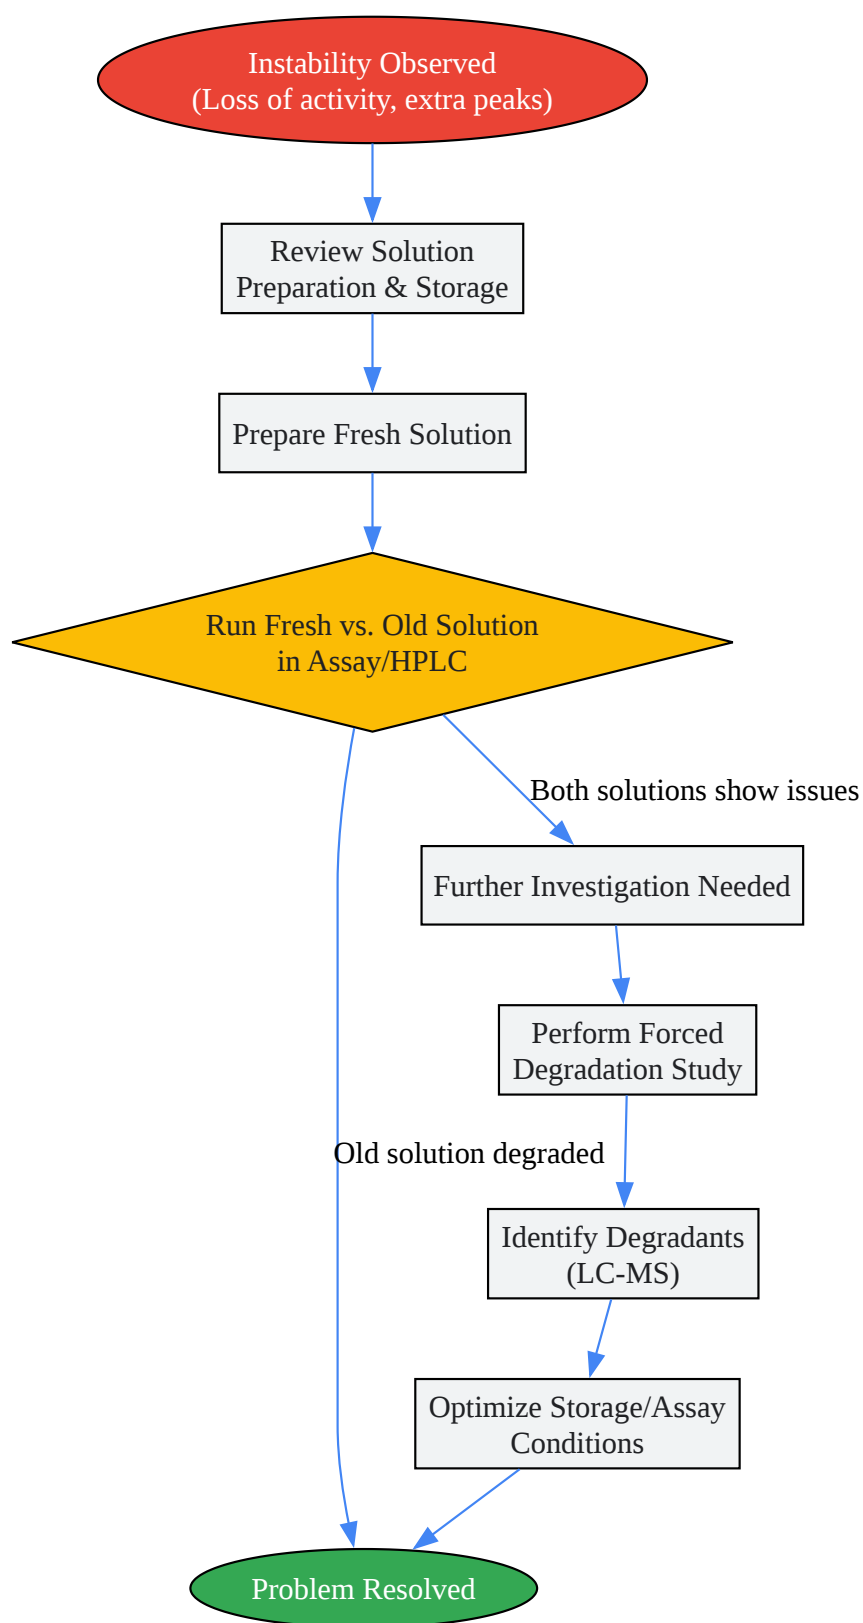 Instability Observed
(Loss of activity, extra peaks)
Review Solution
Preparation & Storage
Prepare Fresh Solution
Run Fresh vs. Old Solution
in Assay/HPLC
Both solutions show issues
Further Investigation Needed
Perform Forced
Degradation Study
Old solution degraded
Identify Degradants
(LC-MS)
Optimize Storage/Assay
Conditions
Problem Resolved